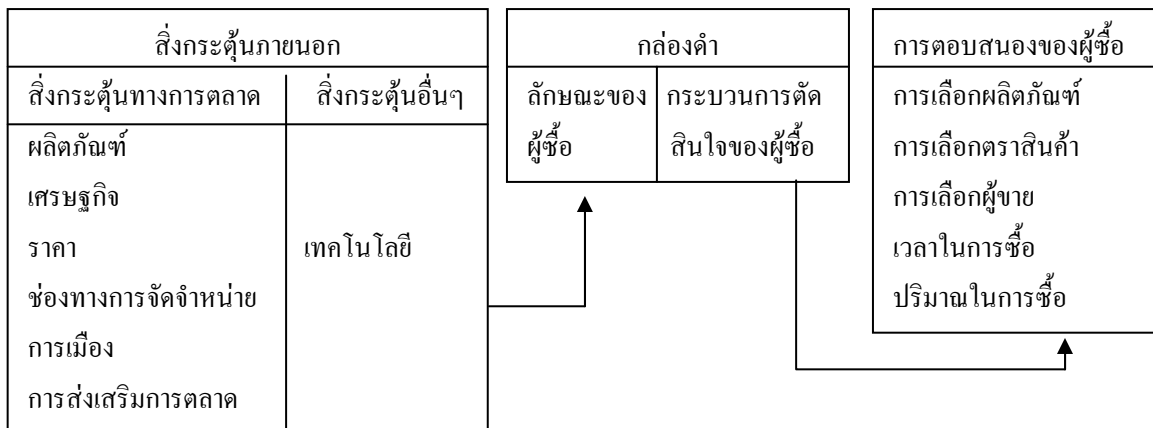 สิ่งกระตุ้นภายนอก
สิ่งกระตุ้นทางการตลาด
สิ่งกระตุ้นอื่นๆ
ผลิตภัณฑ์
เศรษฐกิจ
ราคา
เทคโนโลยี
ช่องทางการจัดจำหน่าย
การเมือง
การส่งเสริมการตลาด
กล่องดำ
ลักษณะของ
ผู้ซื้อ
กระบวนการตัด
สินใจของผู้ซื้อ
การตอบสนองของผู้ซื้อ
การเลือกผลิตภัณฑ์
การเลือกตราสินค้า
การเลือกผู้ขาย
เวลาในการซื้อ
ปริมาณในการซื้อ